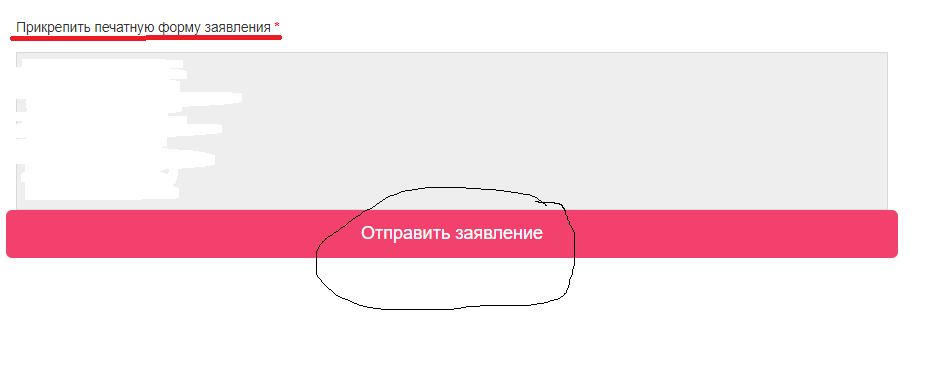 Прикрепить печатную форму заявления *
Отправить заявление